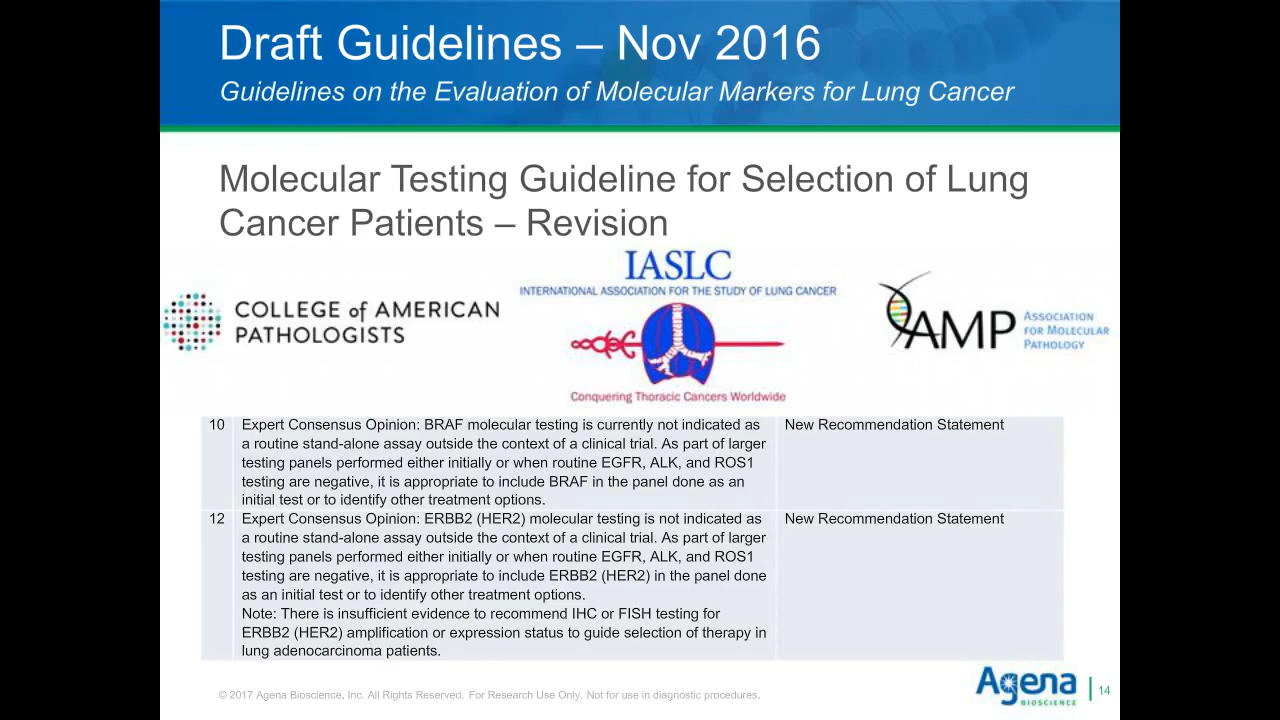 Draft Guidelines – Nov 2016
Guidelines on the Evaluation of Molecular Markers for Lung Cancer
Molecular Testing Guideline for Selection of Lung
Cancer Patients – Revision
COLLEGE of AMERICAN
PATHOLOGISTS
IASLC
INTERNATIONAL ASSOCIATION FOR THE STUDY OF LUNG CANCER
Conquering Thoracic Cancers Worldwide
AMP
ASSOCIATION
FOR MOLECULAR
PATHOLOGY
10 Expert Consensus Opinion: BRAF molecular testing is currently not indicated as New Recommendation Statement
a routine stand-alone assay outside the context of a clinical trial. As part of larger
testing panels performed either initially or when routine EGFR, ALK, and ROS1
testing are negative, it is appropriate to include BRAF in the panel done as an
initial test or to identify other treatment options.
12 Expert Consensus Opinion: ERBB2 (HER2) molecular testing is not indicated as New Recommendation Statement
a routine stand-alone assay outside the context of a clinical trial. As part of larger
testing panels performed either initially or when routine EGFR, ALK, and ROS1
testing are negative, it is appropriate to include ERBB2 (HER2) in the panel done
as an initial test or to identify other treatment options.
Note: There is insufficient evidence to recommend IHC or FISH testing for
ERBB2 (HER2) amplification or expression status to guide selection of therapy in
lung adenocarcinoma patients.
© 2017 Agena Bioscience, Inc. All Rights Reserved. For Research Use Only. Not for use in diagnostic procedures.
Agena
BIOSCIENCE
14